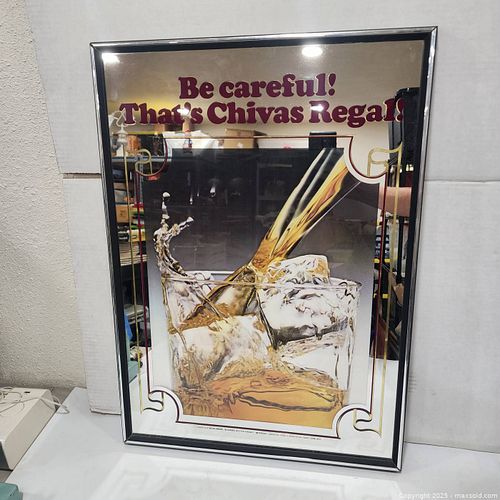 Be careful!
That's Chivas Regal!
Copyright 2025 - maxsold.com